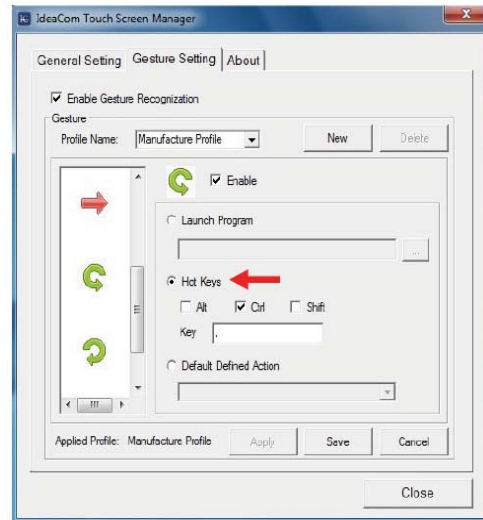 IdeaCom Touch Screen Manager
General Setting Gesture Setting About
Enable Gesture Recognization
Gesture
Profile Name: Manufacture Profile New Delete
Enable
Launch Program
...
Hot Keys
Alt Ctrl Shift
Key ,
Default Defined Action
Applied Profile: Manufacture Profile Apply Save Cancel
Close